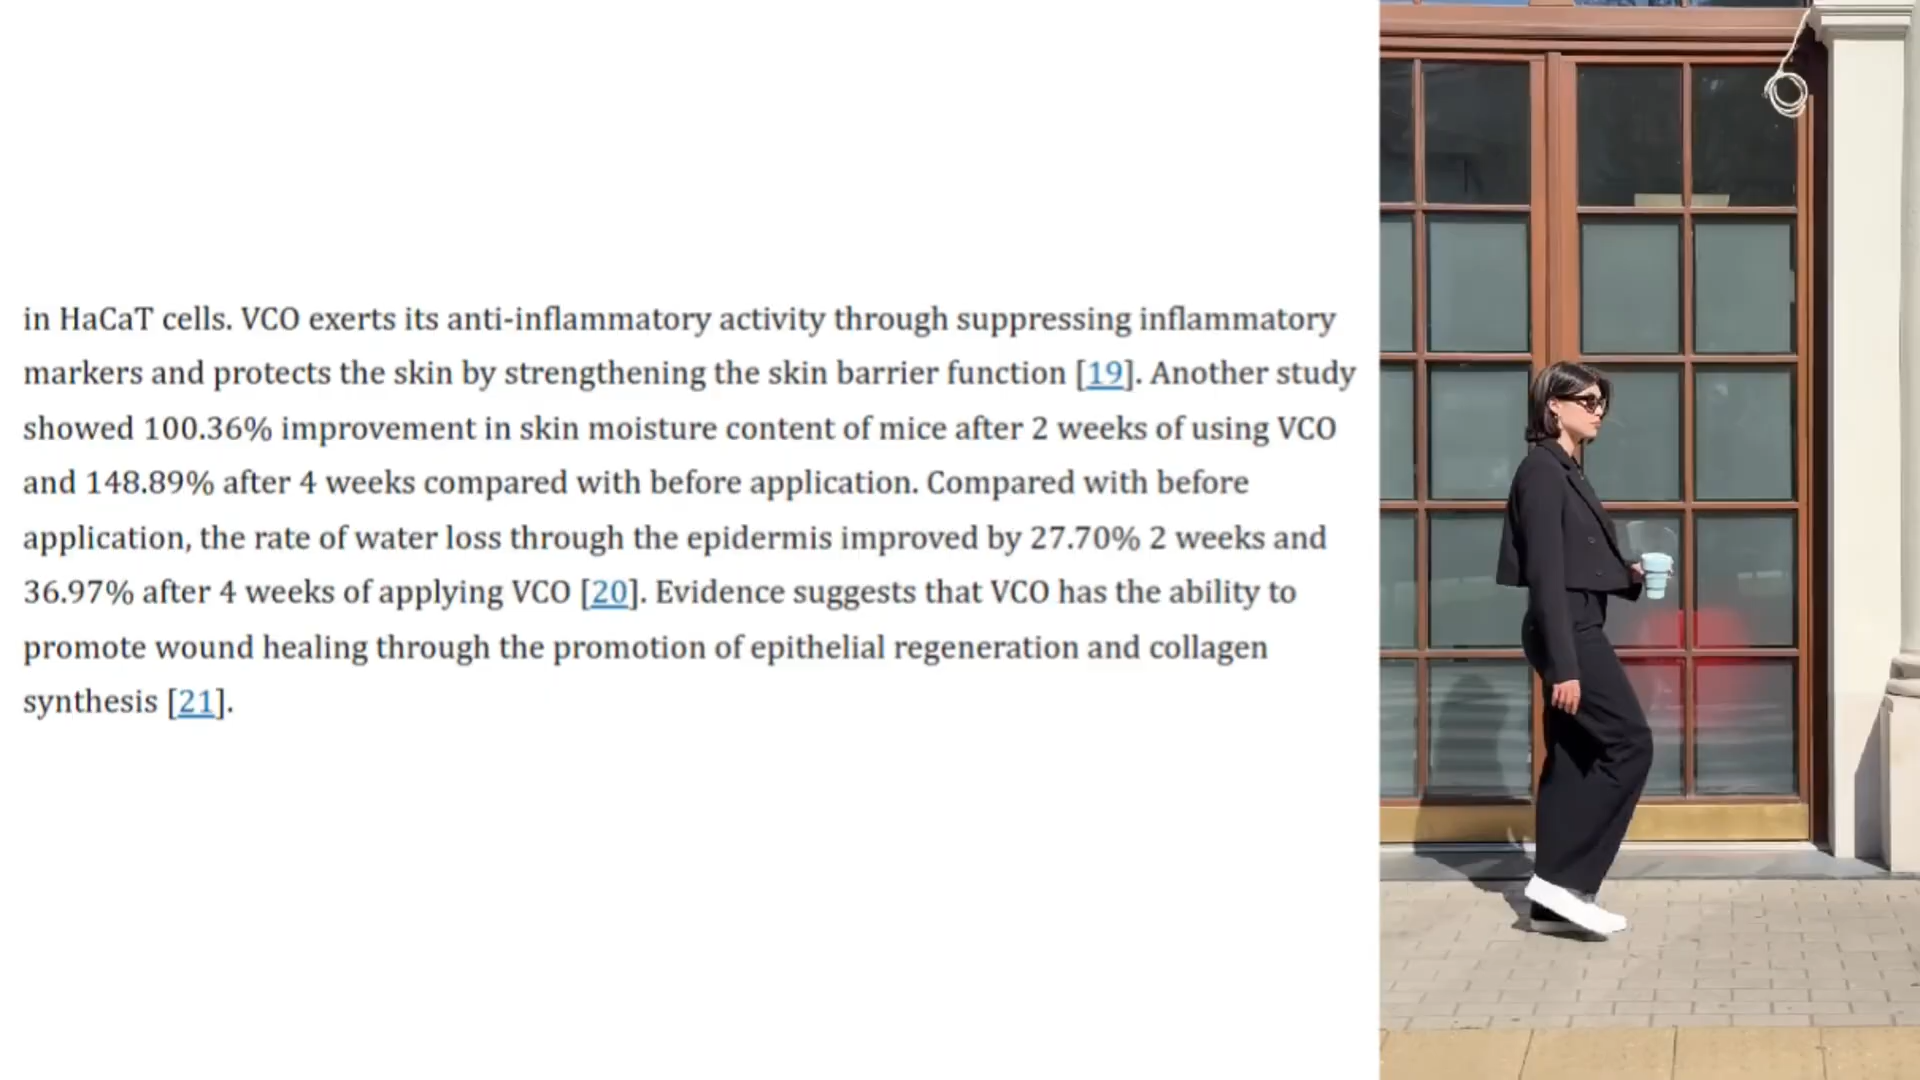 in HaCaT cells. VCO exerts its anti-inflammatory activity through suppressing inflammatory
markers and protects the skin by strengthening the skin barrier function [19]. Another study
showed 100.36% improvement in skin moisture content of mice after 2 weeks of using VCO
and 148.89% after 4 weeks compared with before application. Compared with before
application, the rate of water loss through the epidermis improved by 27.70% 2 weeks and
36.97% after 4 weeks of applying VCO [20]. Evidence suggests that VCO has the ability to
promote wound healing through the promotion of epithelial regeneration and collagen
synthesis [21].